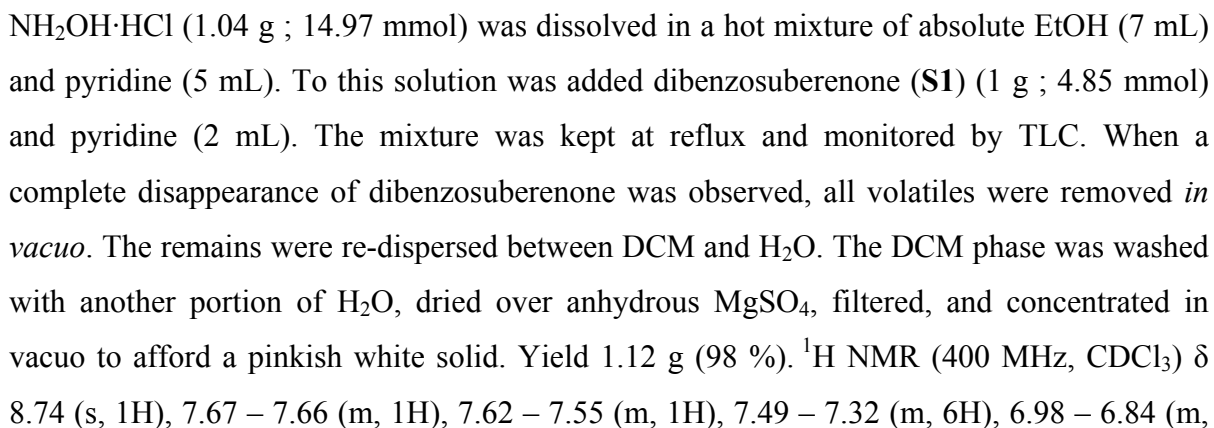 NH₂OH·HCl (1.04 g ; 14.97 mmol) was dissolved in a hot mixture of absolute EtOH (7 mL)
and pyridine (5 mL). To this solution was added dibenzosuberenone (S1) (1 g ; 4.85 mmol)
and pyridine (2 mL). The mixture was kept at reflux and monitored by TLC. When a
complete disappearance of dibenzosuberenone was observed, all volatiles were removed in
vacuo. The remains were re-dispersed between DCM and H₂O. The DCM phase was washed
with another portion of H₂O, dried over anhydrous MgSO₄, filtered, and concentrated in
vacuo to afford a pinkish white solid. Yield 1.12 g (98 %). ¹H NMR (400 MHz, CDCl₃) δ
8.74 (s, 1H), 7.67 – 7.66 (m, 1H), 7.62 – 7.55 (m, 1H), 7.49 – 7.32 (m, 6H), 6.98 – 6.84 (m,